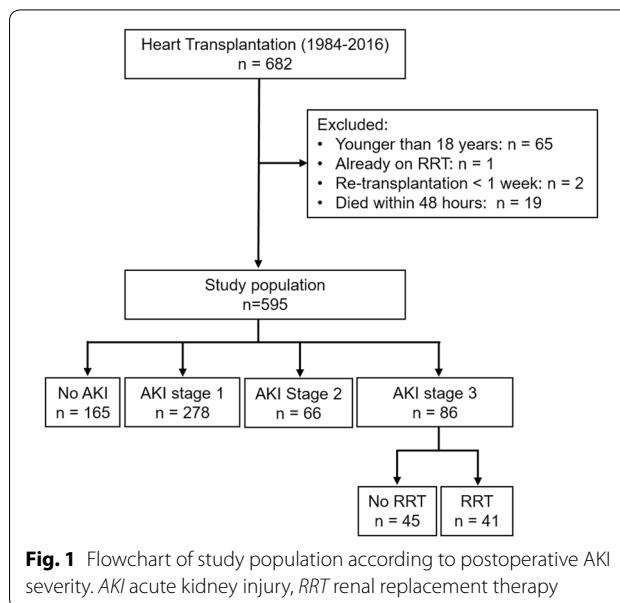 Heart Transplantation (1984-2016)
n = 682
Excluded:
• Younger than 18 years: n = 65
• Already on RRT: n = 1
• Re-transplantation < 1 week: n = 2
• Died within 48 hours: n = 19
Study population
n=595
No AKI
n = 165
AKI stage 1
n = 278
AKI Stage 2
n = 66
AKI stage 3
n = 86
No RRT
n = 45
RRT
n = 41
Fig. 1 Flowchart of study population according to postoperative AKI
severity. AKI acute kidney injury, RRT renal replacement therapy